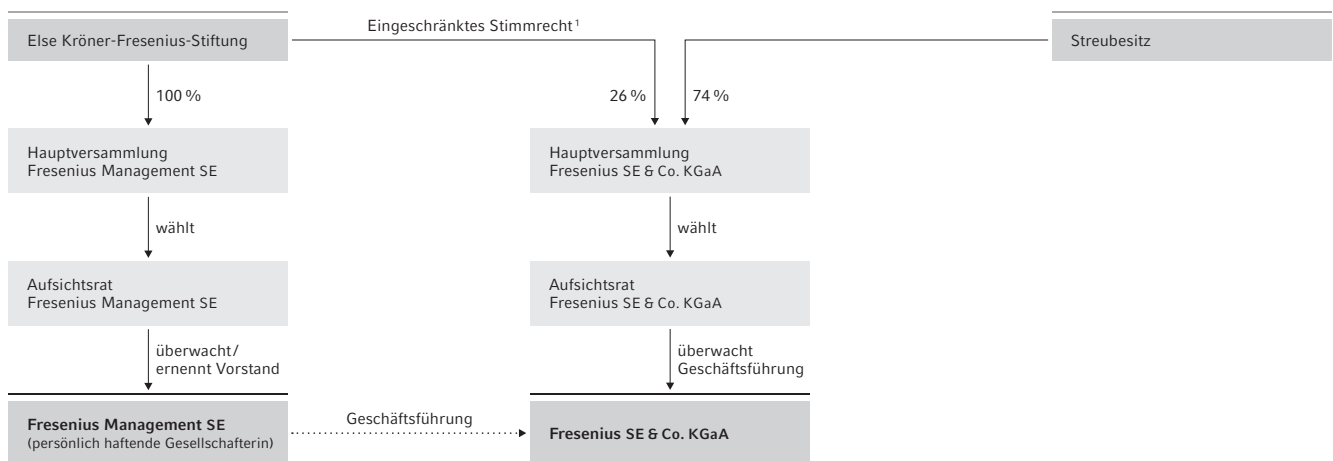 Else Kröner-Fresenius-Stiftung
Eingeschränktes Stimmrecht¹
Streubesitz
100 %
26 %
74 %
Hauptversammlung
Fresenius Management SE
Hauptversammlung
Fresenius SE & Co. KGaA
wählt
wählt
Aufsichtsrat
Fresenius Management SE
Aufsichtsrat
Fresenius SE & Co. KGaA
überwacht/
ernennt Vorstand
überwacht
Geschäftsführung
Fresenius Management SE
(persönlich haftende Gesellschafterin)
Geschäftsführung
Fresenius SE & Co. KGaA